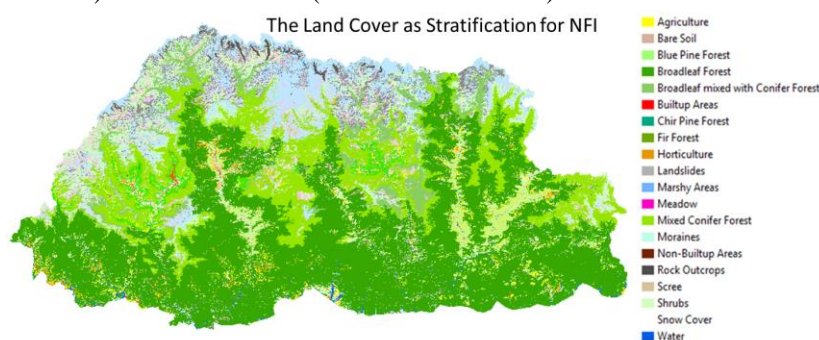 The Land Cover as Stratification for NFI
Agriculture
Bare Soil
Blue Pine Forest
Broadleaf Forest
Broadleaf mixed with Conifer Forest
Builtup Areas
Chir Pine Forest
Fir Forest
Horticulture
Landslides
Marshy Areas
Meadow
Mixed Conifer Forest
Moraines
Non-Builtup Areas
Rock Outcrops
Scree
Shrubs
Snow Cover
Water